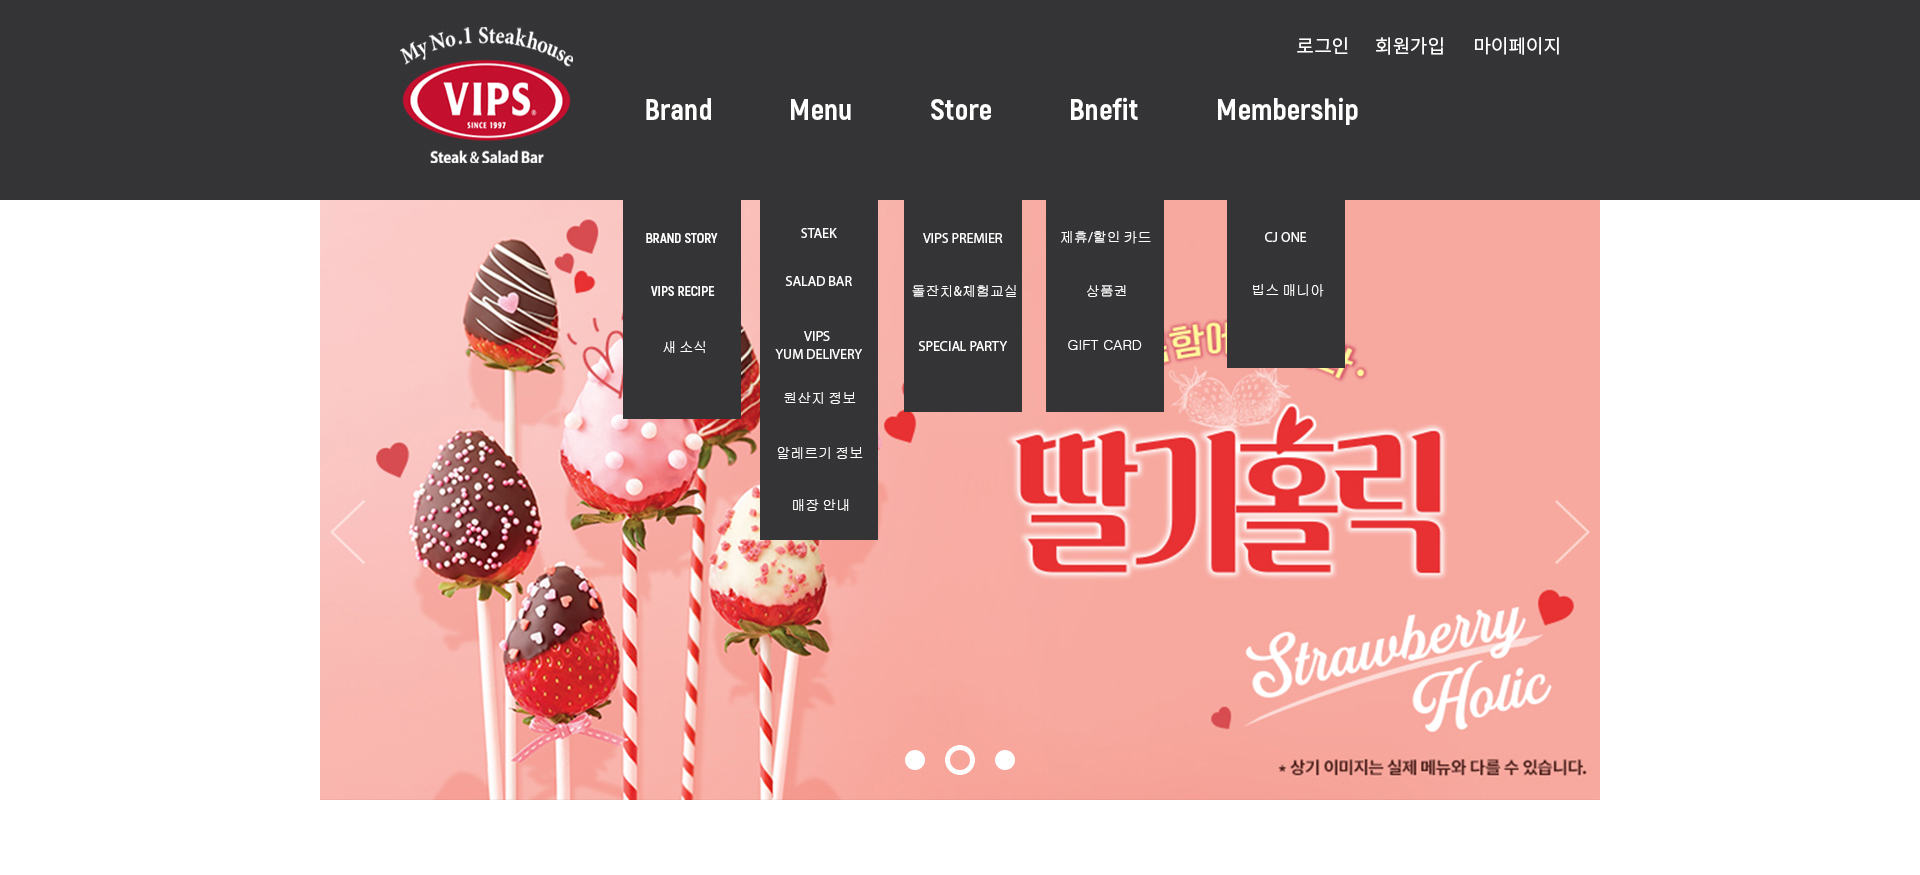 My No.1 Steakhouse
VIPS
SINCE 1997
Steak & Salad Bar
로그인 회원가입 마이페이지
Brand Menu Store Bnefit Membership
BRAND STORY
VIPS RECIPE
새 소식
STAEK
SALAD BAR
VIPS
YUM DELIVERY
원산지 정보
알레르기 정보
매장 안내
VIPS PREMIER
돌잔치&체험교실
SPECIAL PARTY
제휴/할인 카드
상품권
GIFT CARD
CJ ONE
빕스 매니아
함에
딸기홀릭
Strawberry
Holic
* 상기 이미지는 실제 메뉴와 다를 수 있습니다.